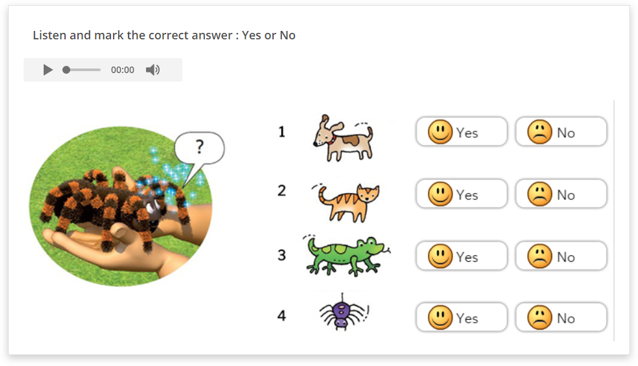 Listen and mark the correct answer : Yes or No
00:00
?
1 Yes No
2 Yes No
3 Yes No
4 Yes No